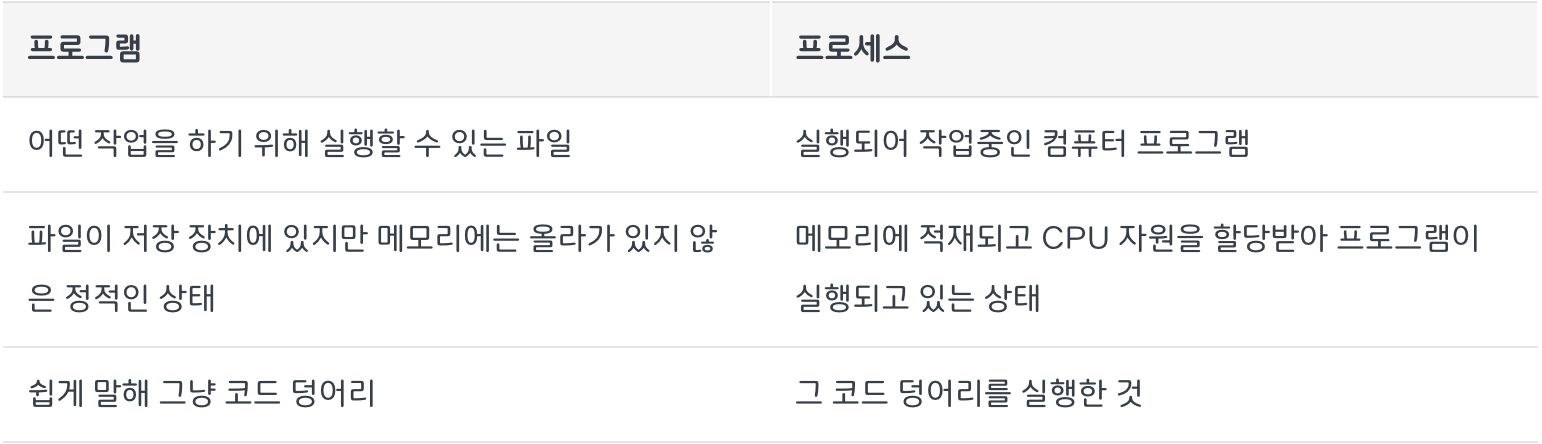 프로그램 프로세스
어떤 작업을 하기 위해 실행할 수 있는 파일 실행되어 작업중인 컴퓨터 프로그램
파일이 저장 장치에 있지만 메모리에는 올라가 있지 않
은 정적인 상태
메모리에 적재되고 CPU 자원을 할당받아 프로그램이
실행되고 있는 상태
쉽게 말해 그냥 코드 덩어리 그 코드 덩어리를 실행한 것